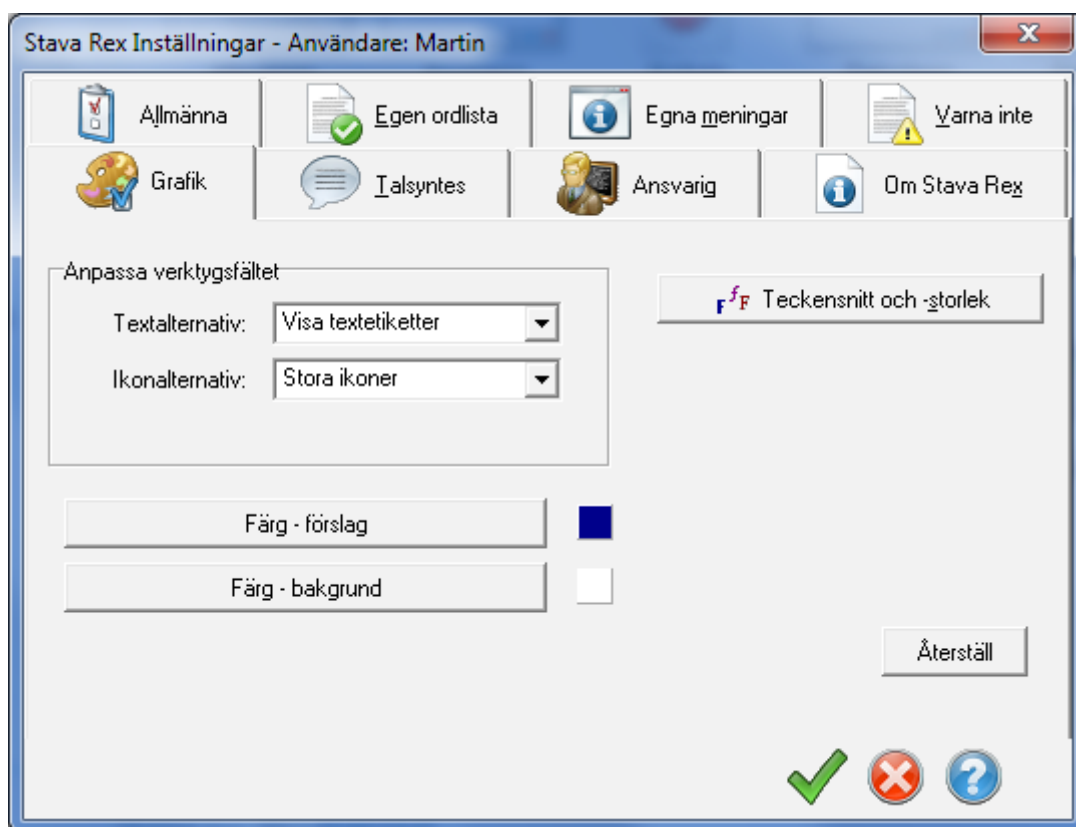 Stava Rex Inställningar - Användare: Martin
Allmänna
Egen ordlista
Egna meningar
Varna inte
Grafik
Talsyntes
Ansvarig
Om Stava Rex
Anpassa verktygsfältet
Textalternativ: Visa textetiketter
Ikonalternativ: Stora ikoner
Teckensnitt och -storlek
Färg - förslag
Färg - bakgrund
Återställ